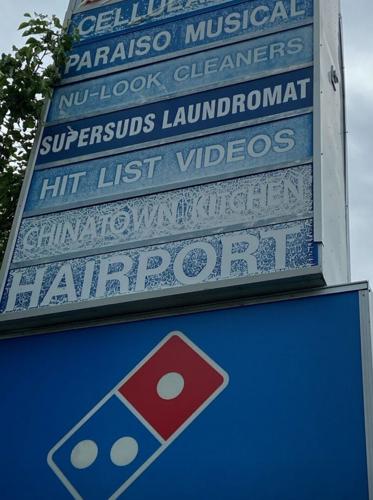 CELLULAR
PARAISO MUSICAL
NU-LOOK CLEANERS
SUPERSUDS LAUNDROMAT
HIT LIST VIDEOS
CHINATOWN KITCHEN
HAIRPORT